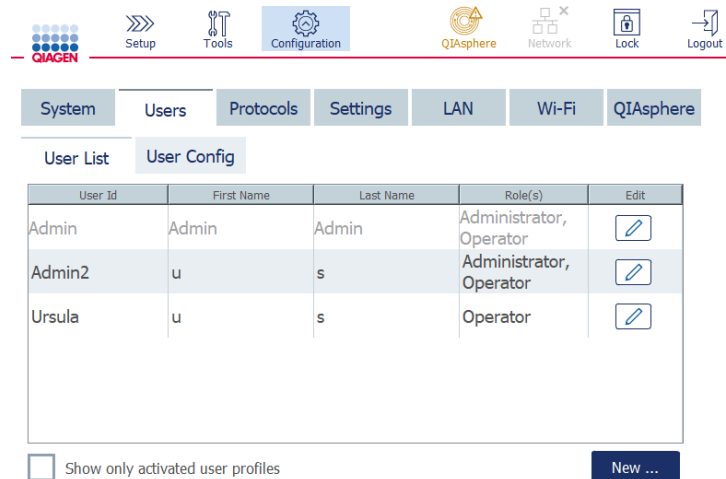 QIAGEN
Setup
Tools
Configuration
QIAsphere
Network
Lock
Logout
System
Users
Protocols
Settings
LAN
Wi-Fi
QIAsphere
User List
User Config
User Id First Name Last Name Role(s) Edit
Admin Admin Admin Administrator,
Operator
Admin2 u s Administrator,
Operator
Ursula u s Operator
Show only activated user profiles
New ...